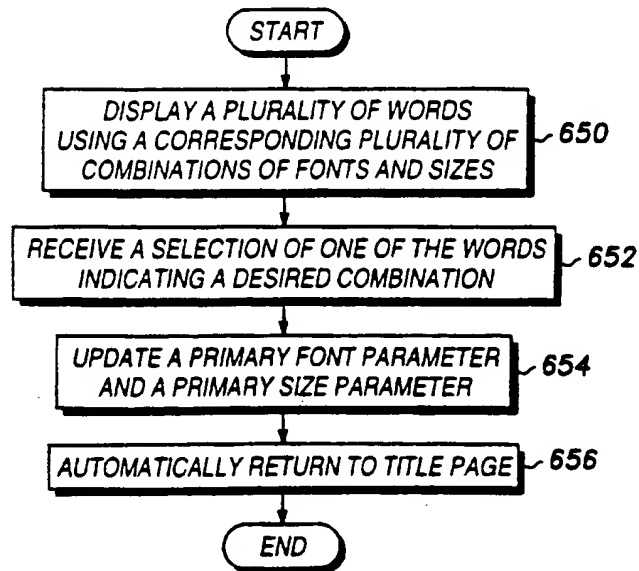 START
DISPLAY A PLURALITY OF WORDS
USING A CORRESPONDING PLURALITY OF
COMBINATIONS OF FONTS AND SIZES
650
RECEIVE A SELECTION OF ONE OF THE WORDS
INDICATING A DESIRED COMBINATION
652
UPDATE A PRIMARY FONT PARAMETER
AND A PRIMARY SIZE PARAMETER
654
AUTOMATICALLY RETURN TO TITLE PAGE
656
END